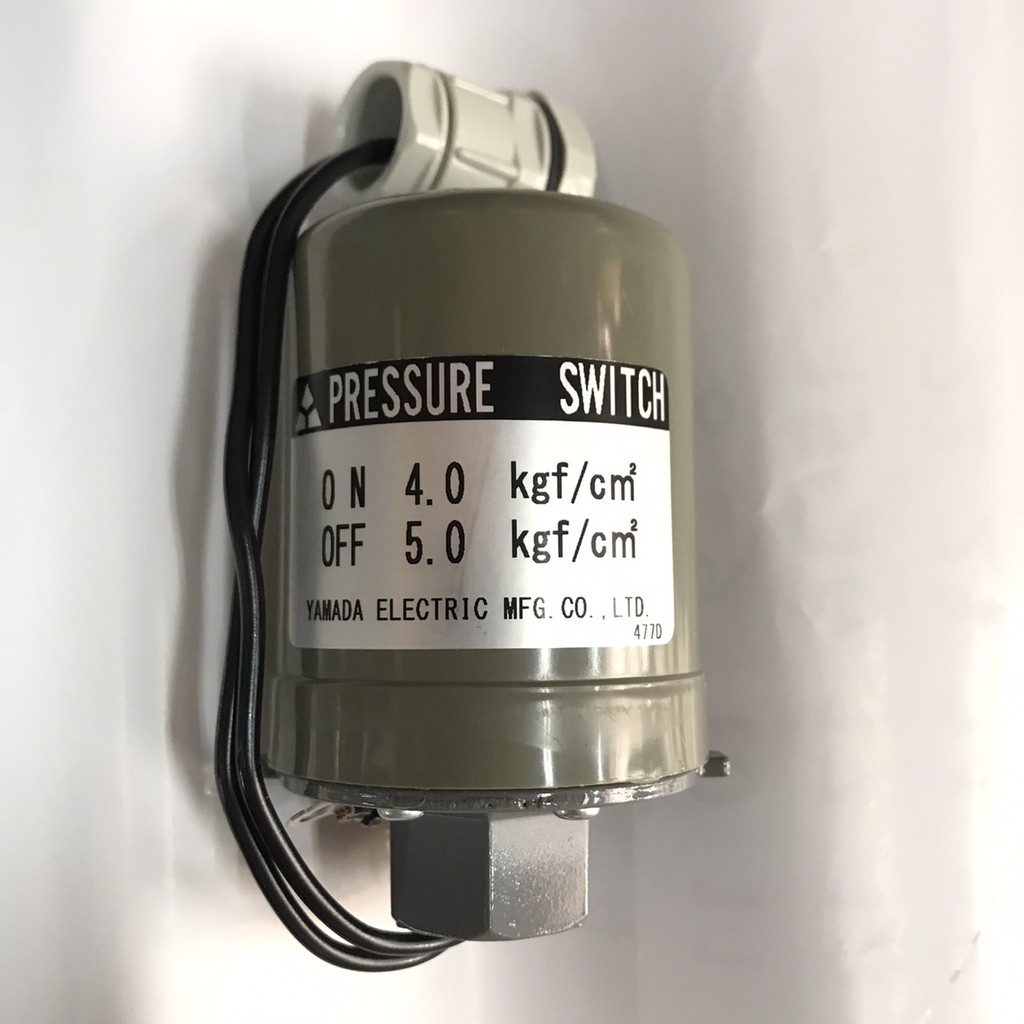 PRESSURE SWITCH
ON 4.0 kgf/cm²
OFF 5.0 kgf/cm²
YAMADA ELECTRIC MFG.CO.,LTD.
477D